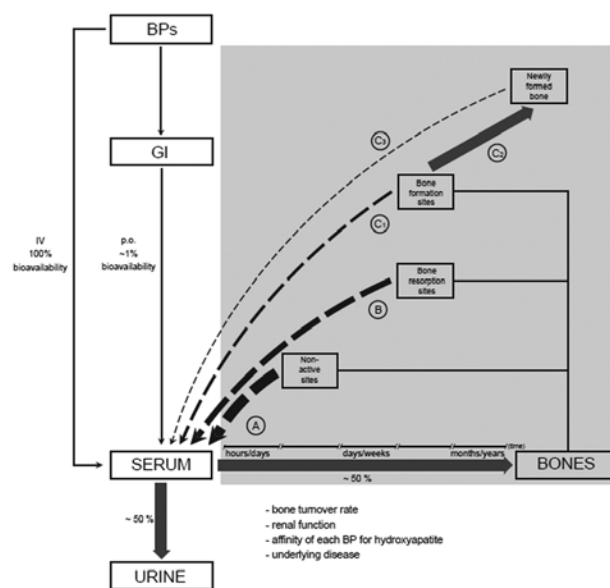 BPs
Newly
formed
bone
C3
C2
GI
Bone
formation
sites
C1
IV
100%
bioavailability
p.o.
~1%
bioavailability
Bone
resorption
sites
B
Non-
active
sites
A
SERUM
hours/days
days/weeks
months/years
(time)
BONES
~ 50 %
~ 50 %
- bone turnover rate
- renal function
- affinity of each BP for hydroxyapatite
- underlying disease
URINE